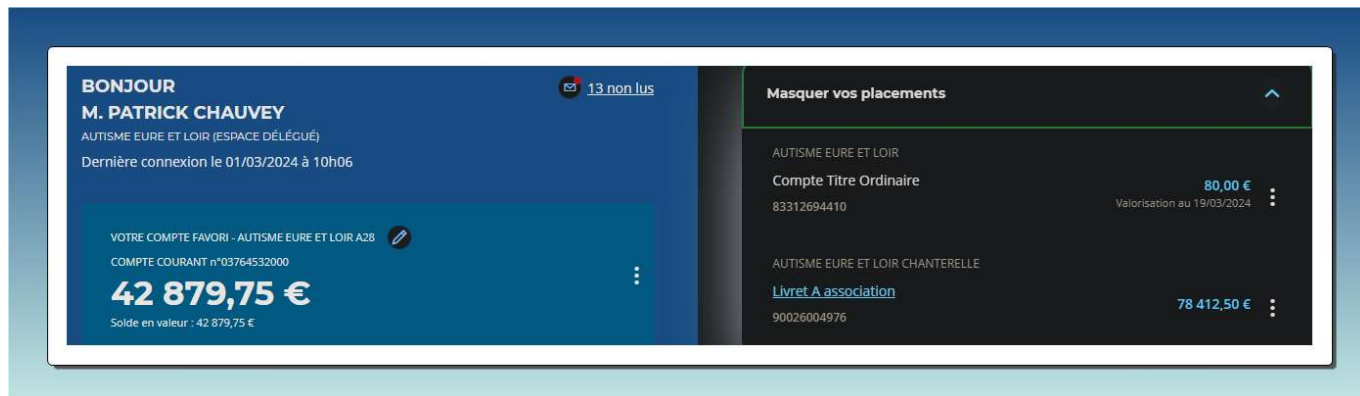 BONJOUR
M. PATRICK CHAUVEY
13 non lus
AUTISME EURE ET LOIR (ESPACE DÉLÉGUÉ)
Dernière connexion le 01/03/2024 à 10h06
VOTRE COMPTE FAVORI - AUTISME EURE ET LOIR A28
COMPTE COURANT n°03764532000
42 879,75 €
Solde en valeur : 42 879,75 €
Masquer vos placements
AUTISME EURE ET LOIR
Compte Titre Ordinaire
80,00 €
83312694410
Valorisation au 19/03/2024
AUTISME EURE ET LOIR CHANTERELLE
Livret A association
78 412,50 €
90026004976